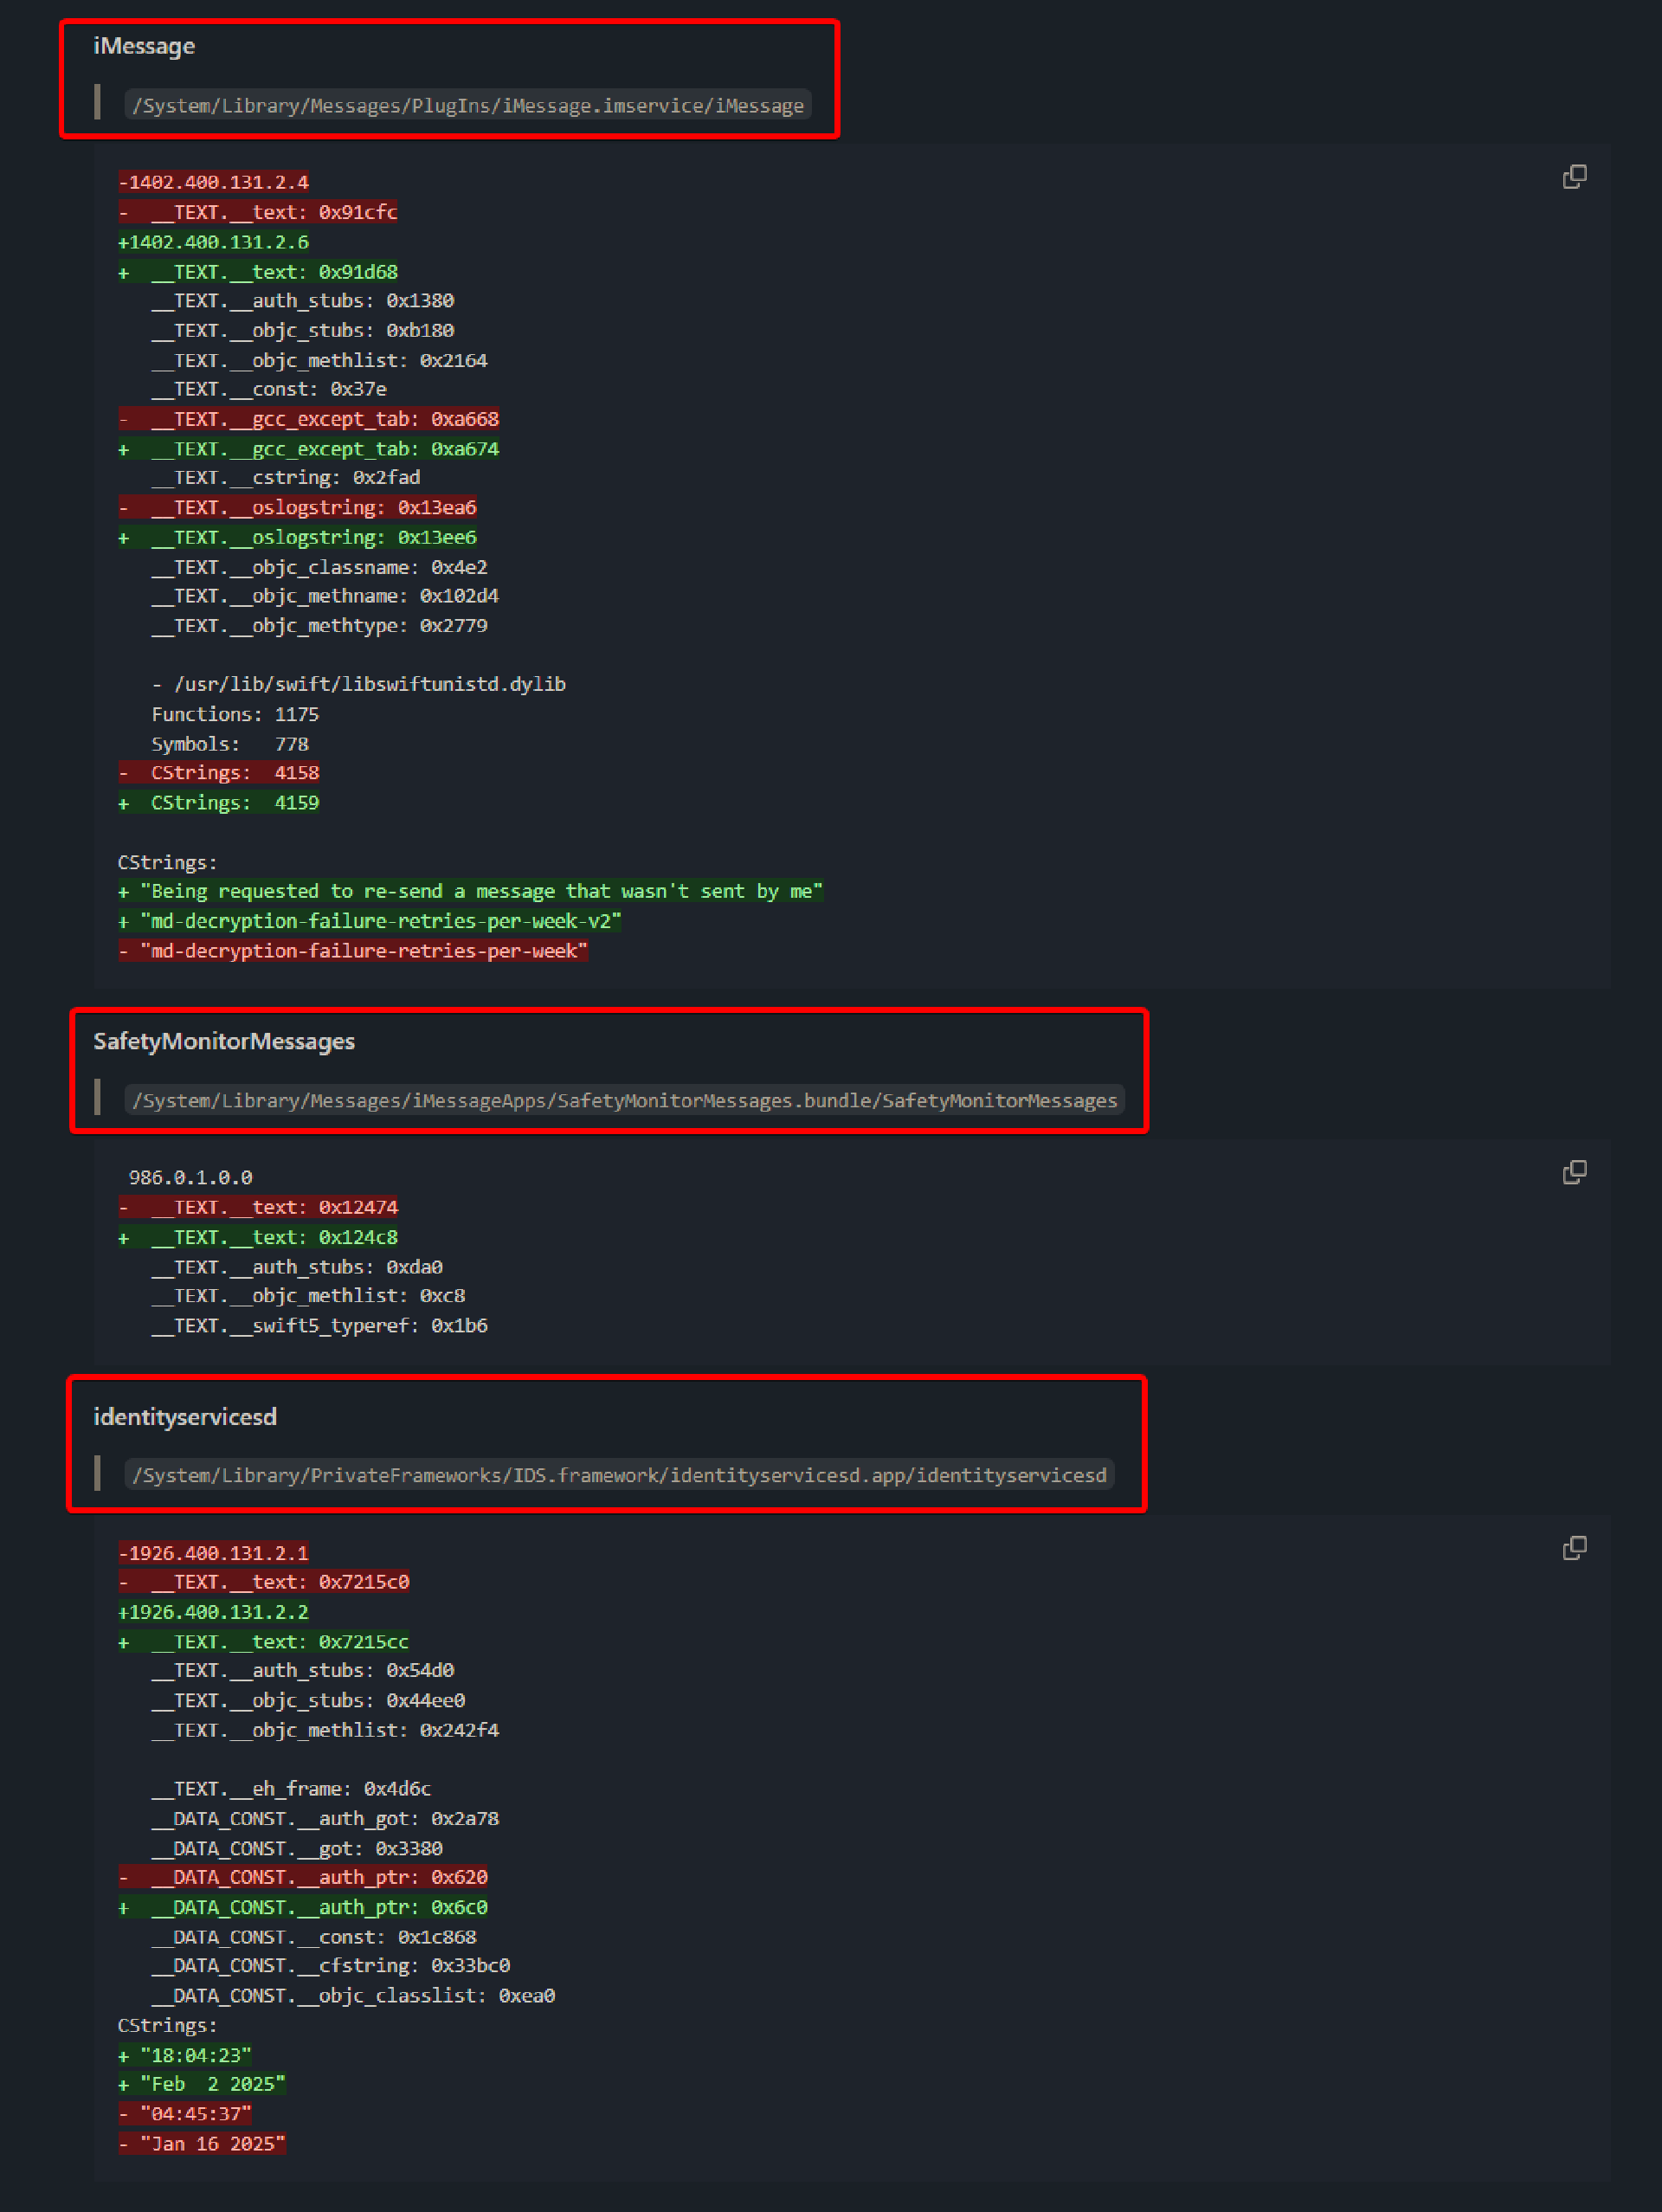 iMessage
/System/Library/Messages/PlugIns/iMessage.imservice/iMessage
-1402.400.131.2.4
-  __TEXT.__text: 0x91cfc
+1402.400.131.2.6
+  __TEXT.__text: 0x91d68
__TEXT.__auth_stubs: 0x1380
__TEXT.__objc_stubs: 0xb180
__TEXT.__objc_methlist: 0x2164
__TEXT.__const: 0x37e
-  __TEXT.__gcc_except_tab: 0xa668
+  __TEXT.__gcc_except_tab: 0xa674
__TEXT.__cstring: 0x2fad
-  __TEXT.__oslogstring: 0x13ea6
+  __TEXT.__oslogstring: 0x13ee6
__TEXT.__objc_classname: 0x4e2
__TEXT.__objc_methname: 0x102d4
__TEXT.__objc_methtype: 0x2779
- /usr/lib/swift/libswiftunistd.dylib
Functions: 1175
Symbols:   778
-  CStrings:  4158
+  CStrings:  4159
CStrings:
+ "Being requested to re-send a message that wasn't sent by me"
+ "md-decryption-failure-retries-per-week-v2"
- "md-decryption-failure-retries-per-week"
SafetyMonitorMessages
/System/Library/Messages/iMessageApps/SafetyMonitorMessages.bundle/SafetyMonitorMessages
986.0.1.0.0
-  __TEXT.__text: 0x12474
+  __TEXT.__text: 0x124c8
__TEXT.__auth_stubs: 0xda0
__TEXT.__objc_methlist: 0xc8
__TEXT.__swift5_typeref: 0x1b6
identityservicesd
/System/Library/PrivateFrameworks/IDS.framework/identityservicesd.app/identityservicesd
-1926.400.131.2.1
-  __TEXT.__text: 0x7215c0
+1926.400.131.2.2
+  __TEXT.__text: 0x7215cc
__TEXT.__auth_stubs: 0x54d0
__TEXT.__objc_stubs: 0x44ee0
__TEXT.__objc_methlist: 0x242f4
__TEXT.__eh_frame: 0x4d6c
__DATA_CONST.__auth_got: 0x2a78
__DATA_CONST.__got: 0x3380
-  __DATA_CONST.__auth_ptr: 0x620
+  __DATA_CONST.__auth_ptr: 0x6c0
__DATA_CONST.__const: 0x1c868
__DATA_CONST.__cfstring: 0x33bc0
__DATA_CONST.__objc_classlist: 0xea0
CStrings:
+ "18:04:23"
+ "Feb  2 2025"
- "04:45:37"
- "Jan 16 2025"